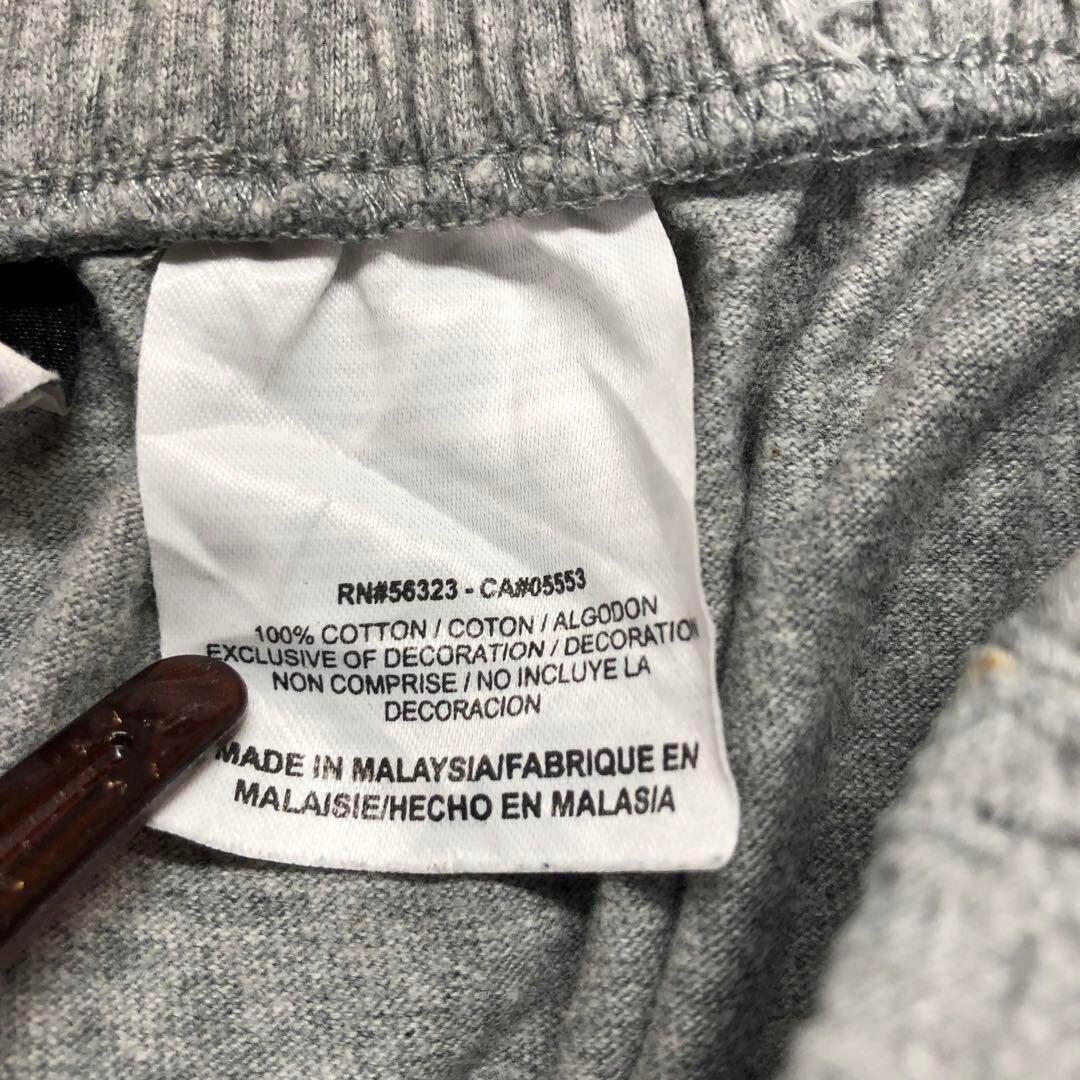 RN#56323 - CA#05553
100% COTTON / COTON / ALGODON
EXCLUSIVE OF DECORATION / DECORATION
NON COMPRISE / NO INCLUYE LA
DECORACION
MADE IN MALAYSIA/FABRIQUE EN
MALAISIE/HECHO EN MALASIA